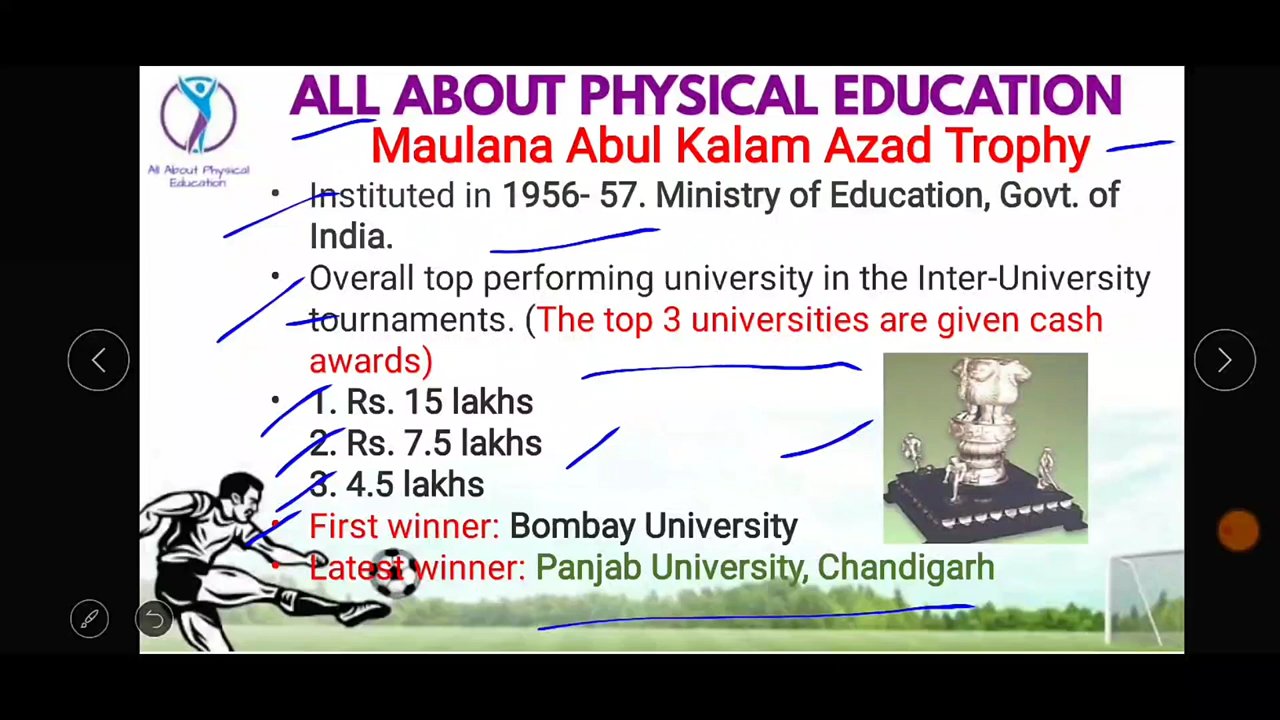 ALL ABOUT PHYSICAL EDUCATION
Maulana Abul Kalam Azad Trophy
All About Physical
Education
• Instituted in 1956- 57. Ministry of Education, Govt. of
India.
• Overall top performing university in the Inter-University
tournaments. (The top 3 universities are given cash
awards)
• 1. Rs. 15 lakhs
2. Rs. 7.5 lakhs
3. 4.5 lakhs
• First winner: Bombay University
• Latest winner: Panjab University, Chandigarh